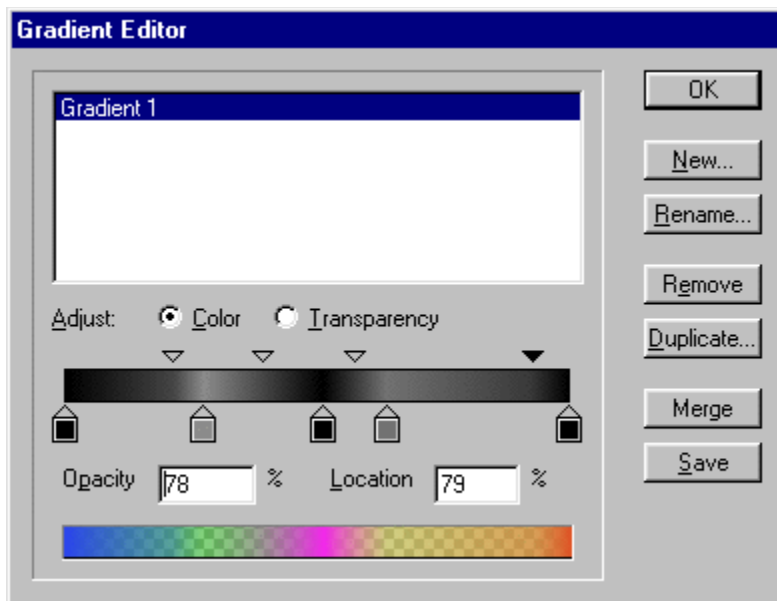 Gradient Editor
Gradient 1
OK
New...
Rename...
Remove
Duplicate...
Merge
Save
Adjust: Color Transparency
Opacity 78 % Location 79 %